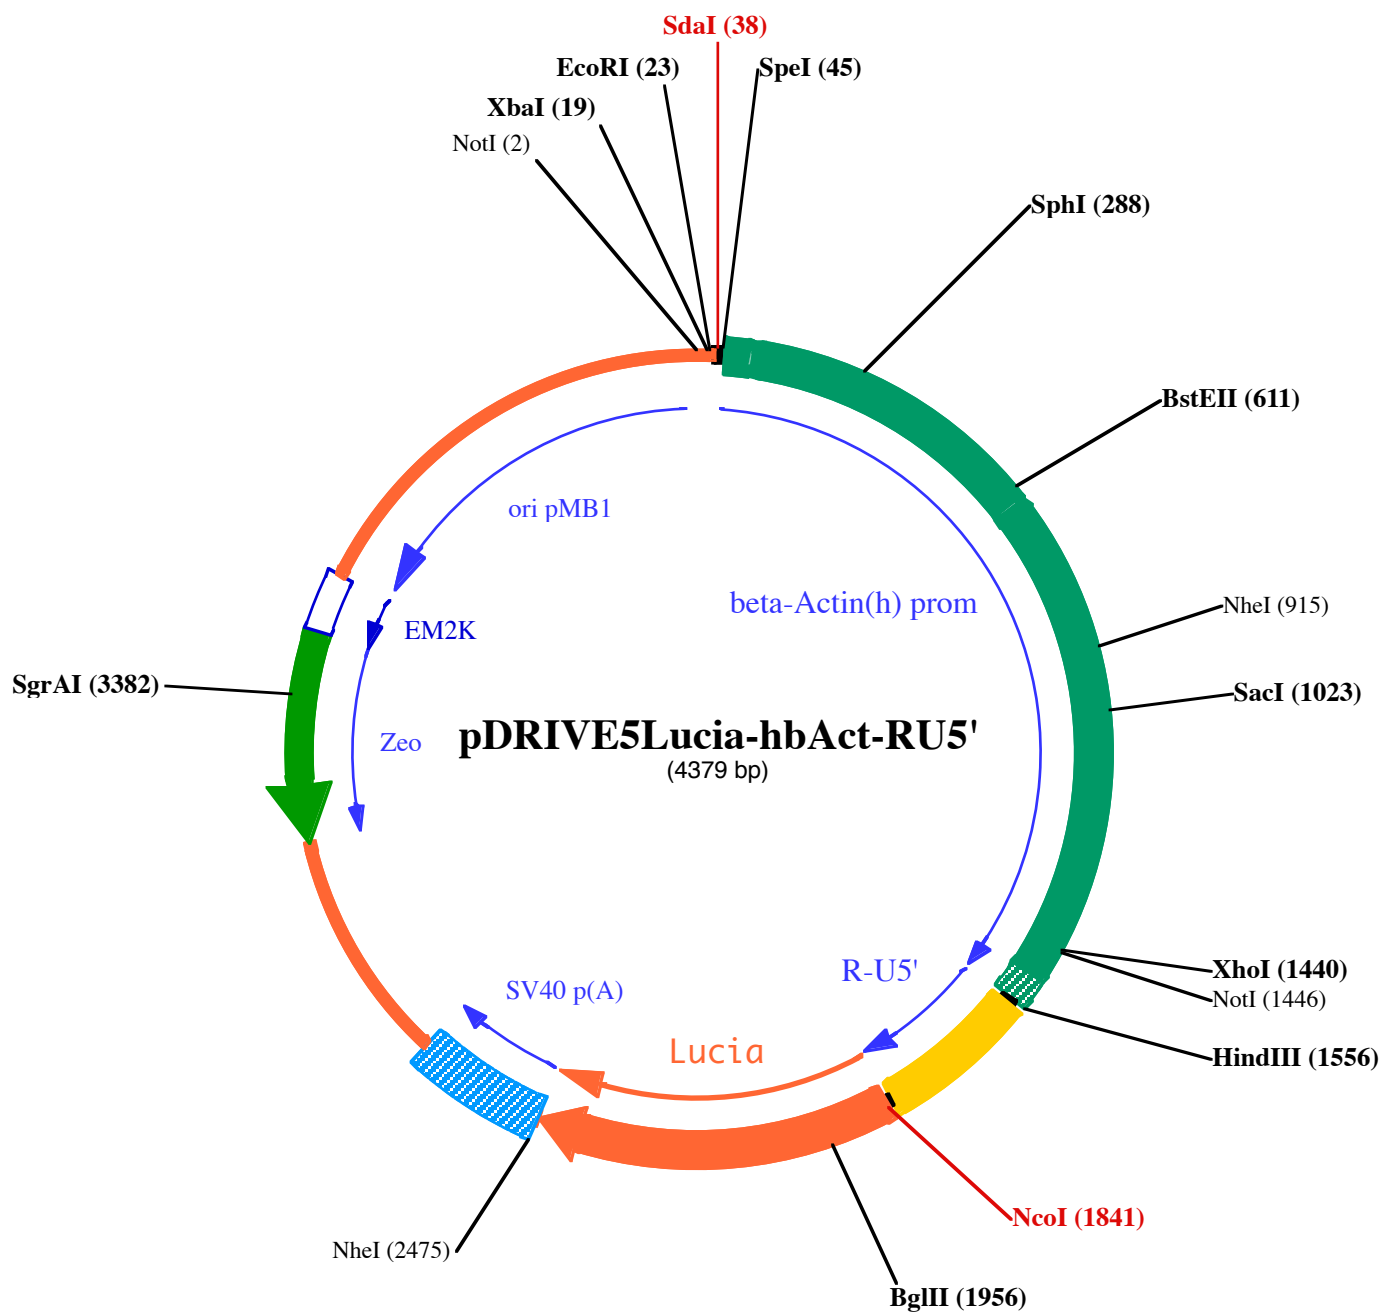 SdaI (38)
EcoRI (23)
SpeI (45)
XbaI (19)
NotI (2)
SphI (288)
BstEII (611)
ori pMB1
beta-Actin(h) prom
NheI (915)
EM2K
SgrAI (3382)
SacI (1023)
Zeo
pDRIVE5Lucia-hbAct-RU5'
(4379 bp)
R-U5'
XhoI (1440)
SV40 p(A)
NotI (1446)
Lucia
HindIII (1556)
NcoI (1841)
NheI (2475)
BglII (1956)